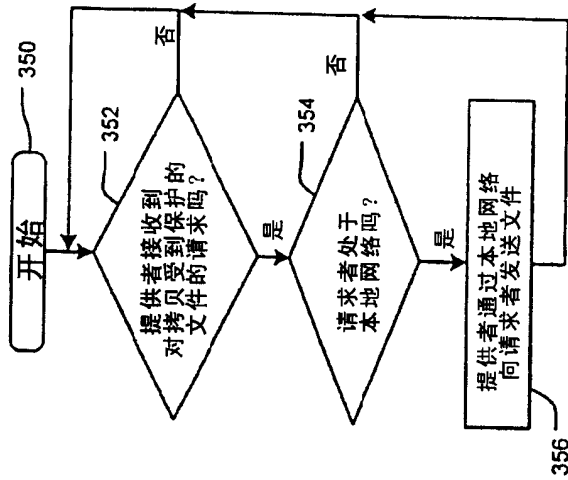 开始
350
352
提供者接收到
对拷贝受到保护的
文件的请求吗？
否
是
354
请求者处于
本地网络吗？
否
是
提供者通过本地网络
向请求者发送文件
356